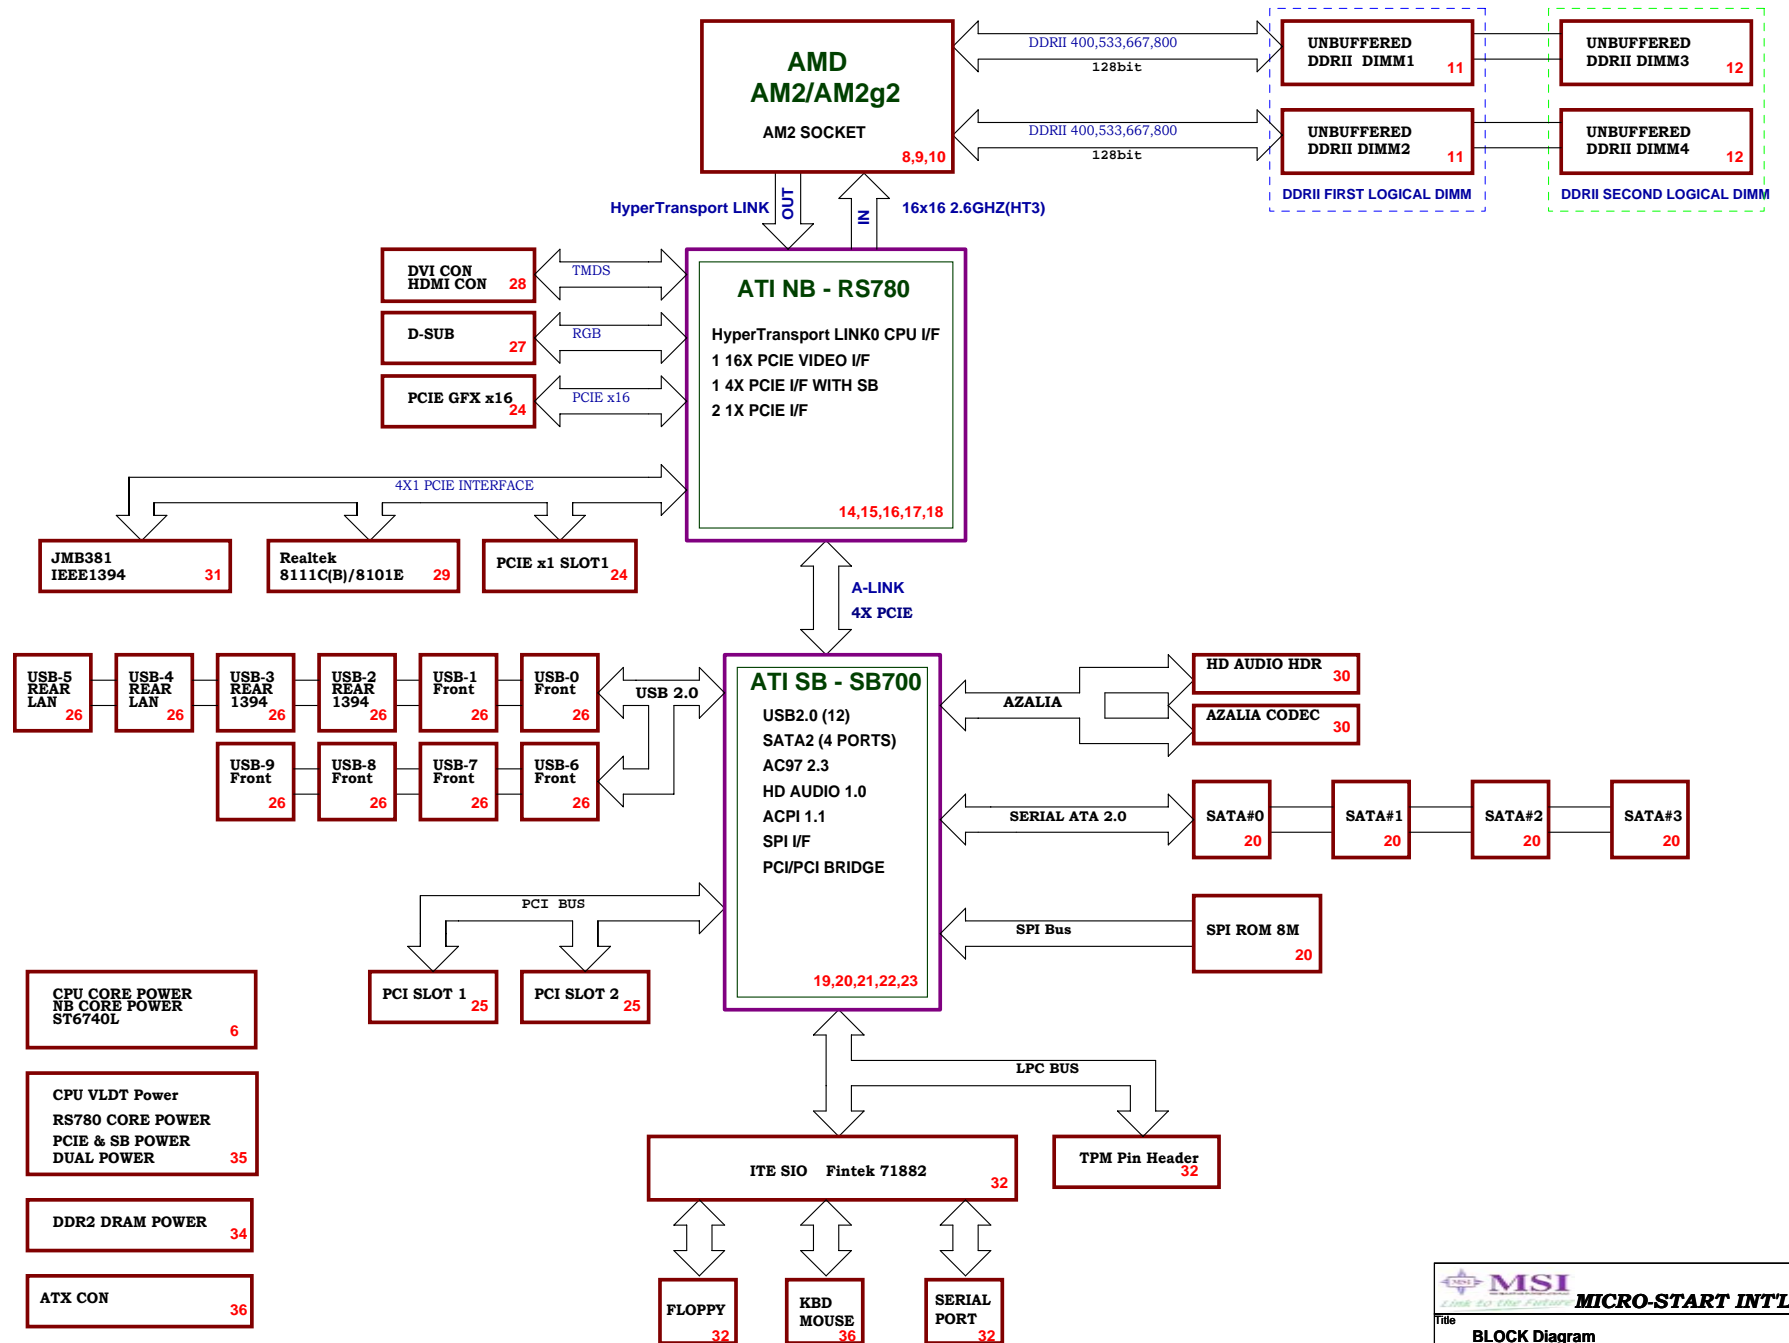 AMD
AM2/AM2g2
AM2 SOCKET
8,9,10
DDRII 400,533,667,800
128bit
DDRII 400,533,667,800
128bit
UNBUFFERED
DDRII DIMM1
11
UNBUFFERED
DDRII DIMM3
12
UNBUFFERED
DDRII DIMM2
11
UNBUFFERED
DDRII DIMM4
12
DDRII FIRST LOGICAL DIMM
DDRII SECOND LOGICAL DIMM
HyperTransport LINK
OUT
IN
16x16 2.6GHZ(HT3)
DVI CON
HDMI CON
28
TMDS
D-SUB
27
RGB
PCIE GFX x16
24
PCIE x16
ATI NB - RS780
HyperTransport LINK0 CPU I/F
1 16X PCIE VIDEO I/F
1 4X PCIE I/F WITH SB
2 1X PCIE I/F
14,15,16,17,18
4X1 PCIE INTERFACE
JMB381
IEEE1394
31
Realtek
8111C(B)/8101E
29
PCIE x1 SLOT1
24
A-LINK
4X PCIE
USB-5
REAR
LAN
26
USB-4
REAR
LAN
26
USB-3
REAR
1394
26
USB-2
REAR
1394
26
USB-1
Front
26
USB-0
Front
26
USB 2.0
USB-9
Front
26
USB-8
Front
26
USB-7
Front
26
USB-6
Front
26
ATI SB - SB700
USB2.0 (12)
SATA2 (4 PORTS)
AC97 2.3
HD AUDIO 1.0
ACPI 1.1
SPI I/F
PCI/PCI BRIDGE
19,20,21,22,23
AZALIA
HD AUDIO HDR
30
AZALIA CODEC
30
SERIAL ATA 2.0
SATA#0
20
SATA#1
20
SATA#2
20
SATA#3
20
SPI Bus
SPI ROM 8M
20
PCI BUS
PCI SLOT 1
25
PCI SLOT 2
25
CPU CORE POWER
NB CORE POWER
ST6740L
6
CPU VLDT Power
RS780 CORE POWER
PCIE & SB POWER
DUAL POWER
35
DDR2 DRAM POWER
34
ATX CON
36
LPC BUS
ITE SIO Fintek 71882
32
TPM Pin Header
32
FLOPPY
32
KBD
MOUSE
36
SERIAL
PORT
32
MSI
Link to the Future
MICRO-START INT'L
Title
BLOCK Diagram